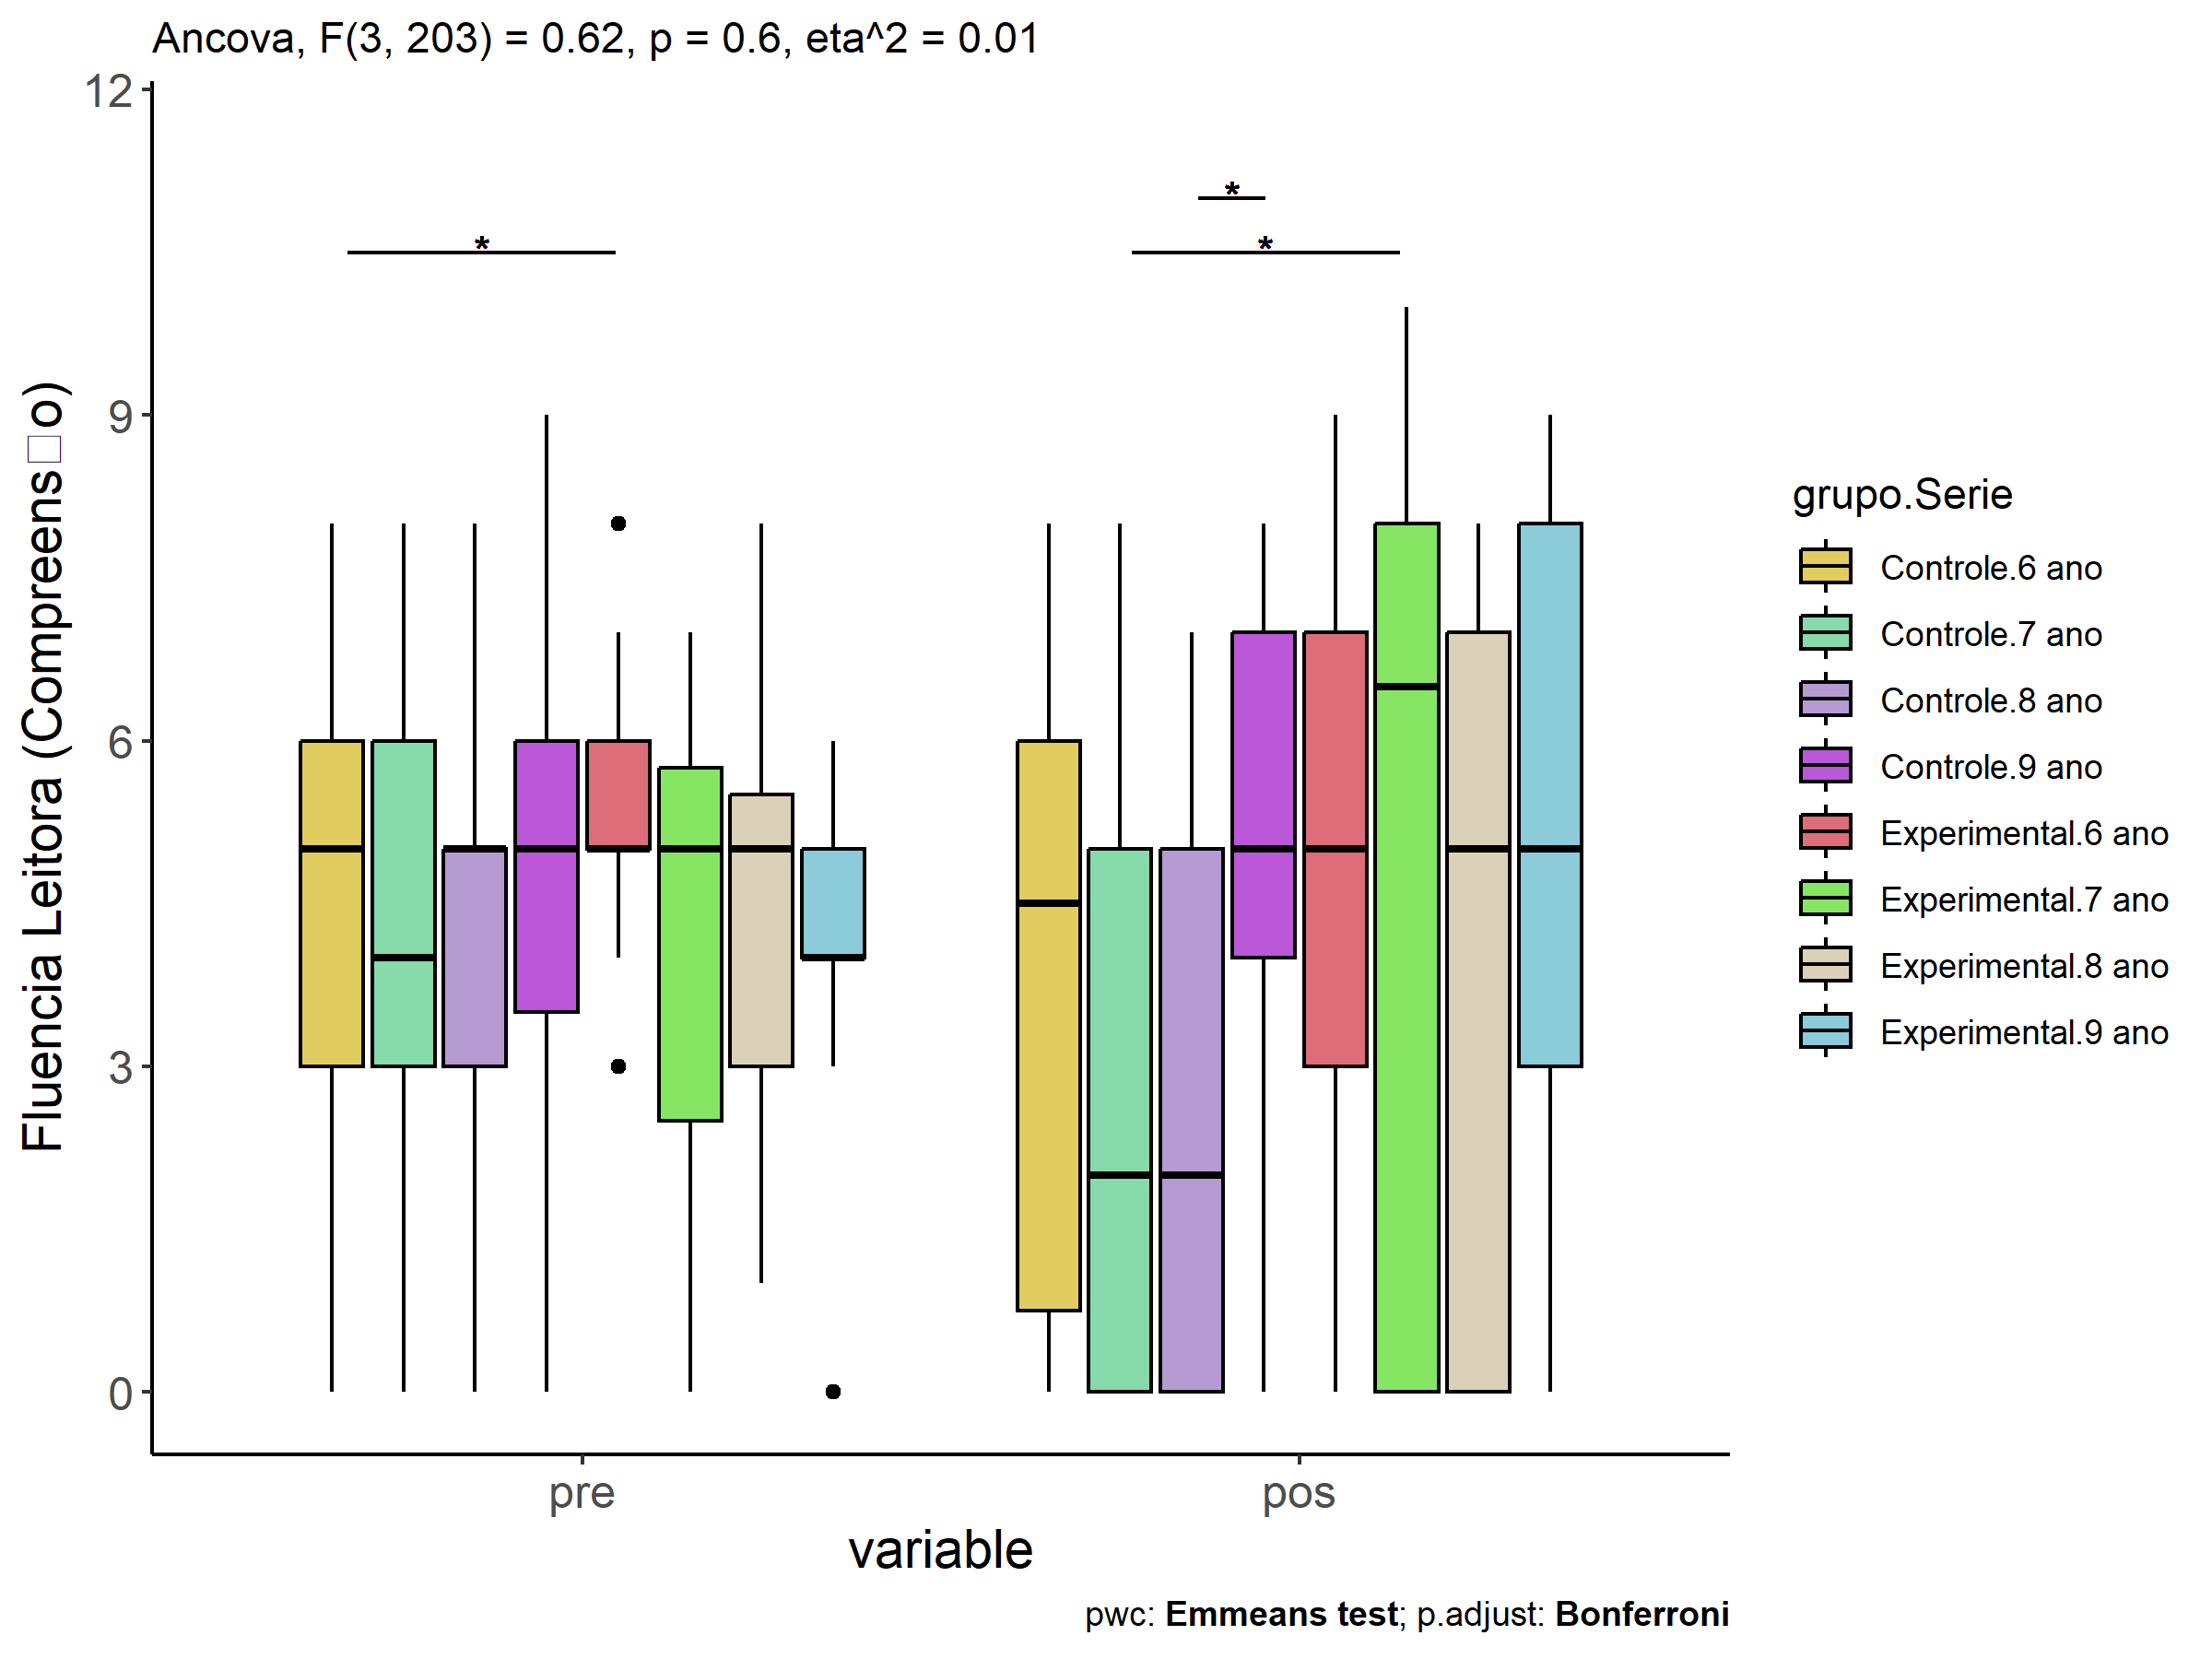 Ancova, F(3, 203) = 0.62, p = 0.6, eta^2 = 0.01
Fluencia Leitora (Compreens□o)
12
9
6
3
0
*
*
*
pre
pos
variable
grupo.Serie
Controle.6 ano
Controle.7 ano
Controle.8 ano
Controle.9 ano
Experimental.6 ano
Experimental.7 ano
Experimental.8 ano
Experimental.9 ano
pwc: Emmeans test; p.adjust: Bonferroni